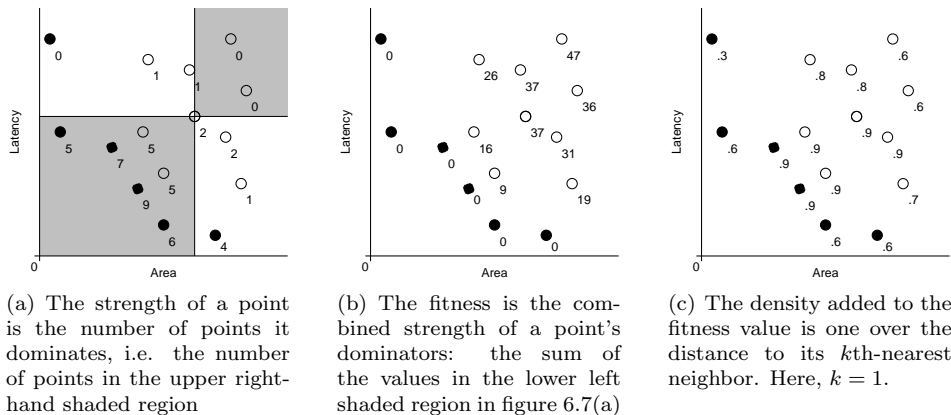 Latency
0
1
0
1
0
5
5
2
7
2
5
9
1
6
4
0
Area
Latency
0
26
47
37
36
0
16
37
0
31
9
0
19
0
0
0
Area
Latency
.3
.8
.6
.8
.6
.6
.9
.9
.9
.9
.9
.9
.7
.6
.6
0
Area
(a) The strength of a point
is the number of points it
dominates, i.e. the number
of points in the upper right-
hand shaded region
(b) The fitness is the com-
bined strength of a point's
dominators: the sum of
the values in the lower left
shaded region in figure 6.7(a)
(c) The density added to the
fitness value is one over the
distance to its kth-nearest
neighbor. Here, k = 1.